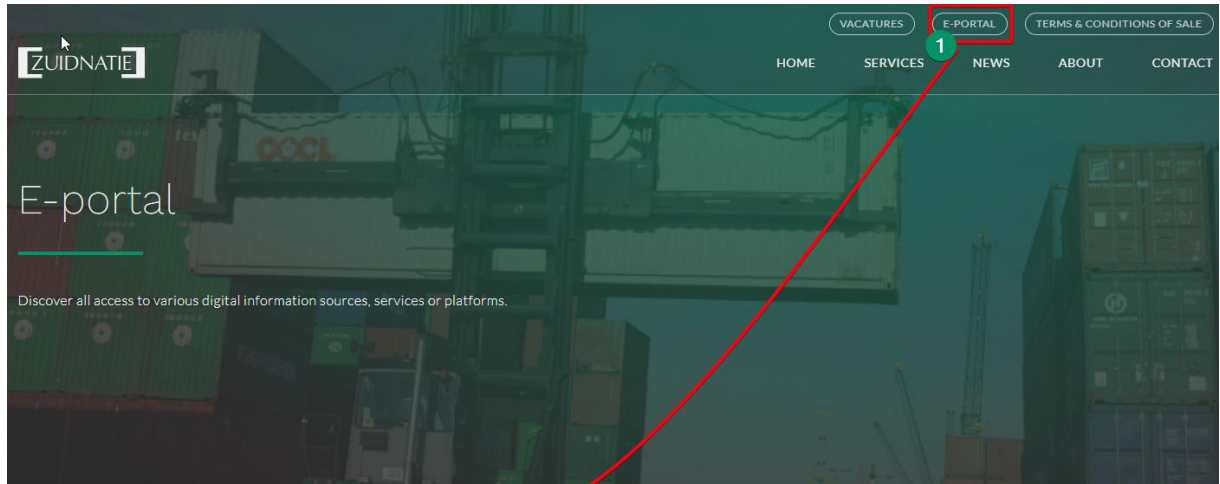 VACATURES E-PORTAL TERMS & CONDITIONS OF SALE
1
[ZUIDNATIE]
HOME SERVICES NEWS ABOUT CONTACT
OOCL
E-portal
Discover all access to various digital information sources, services or platforms.